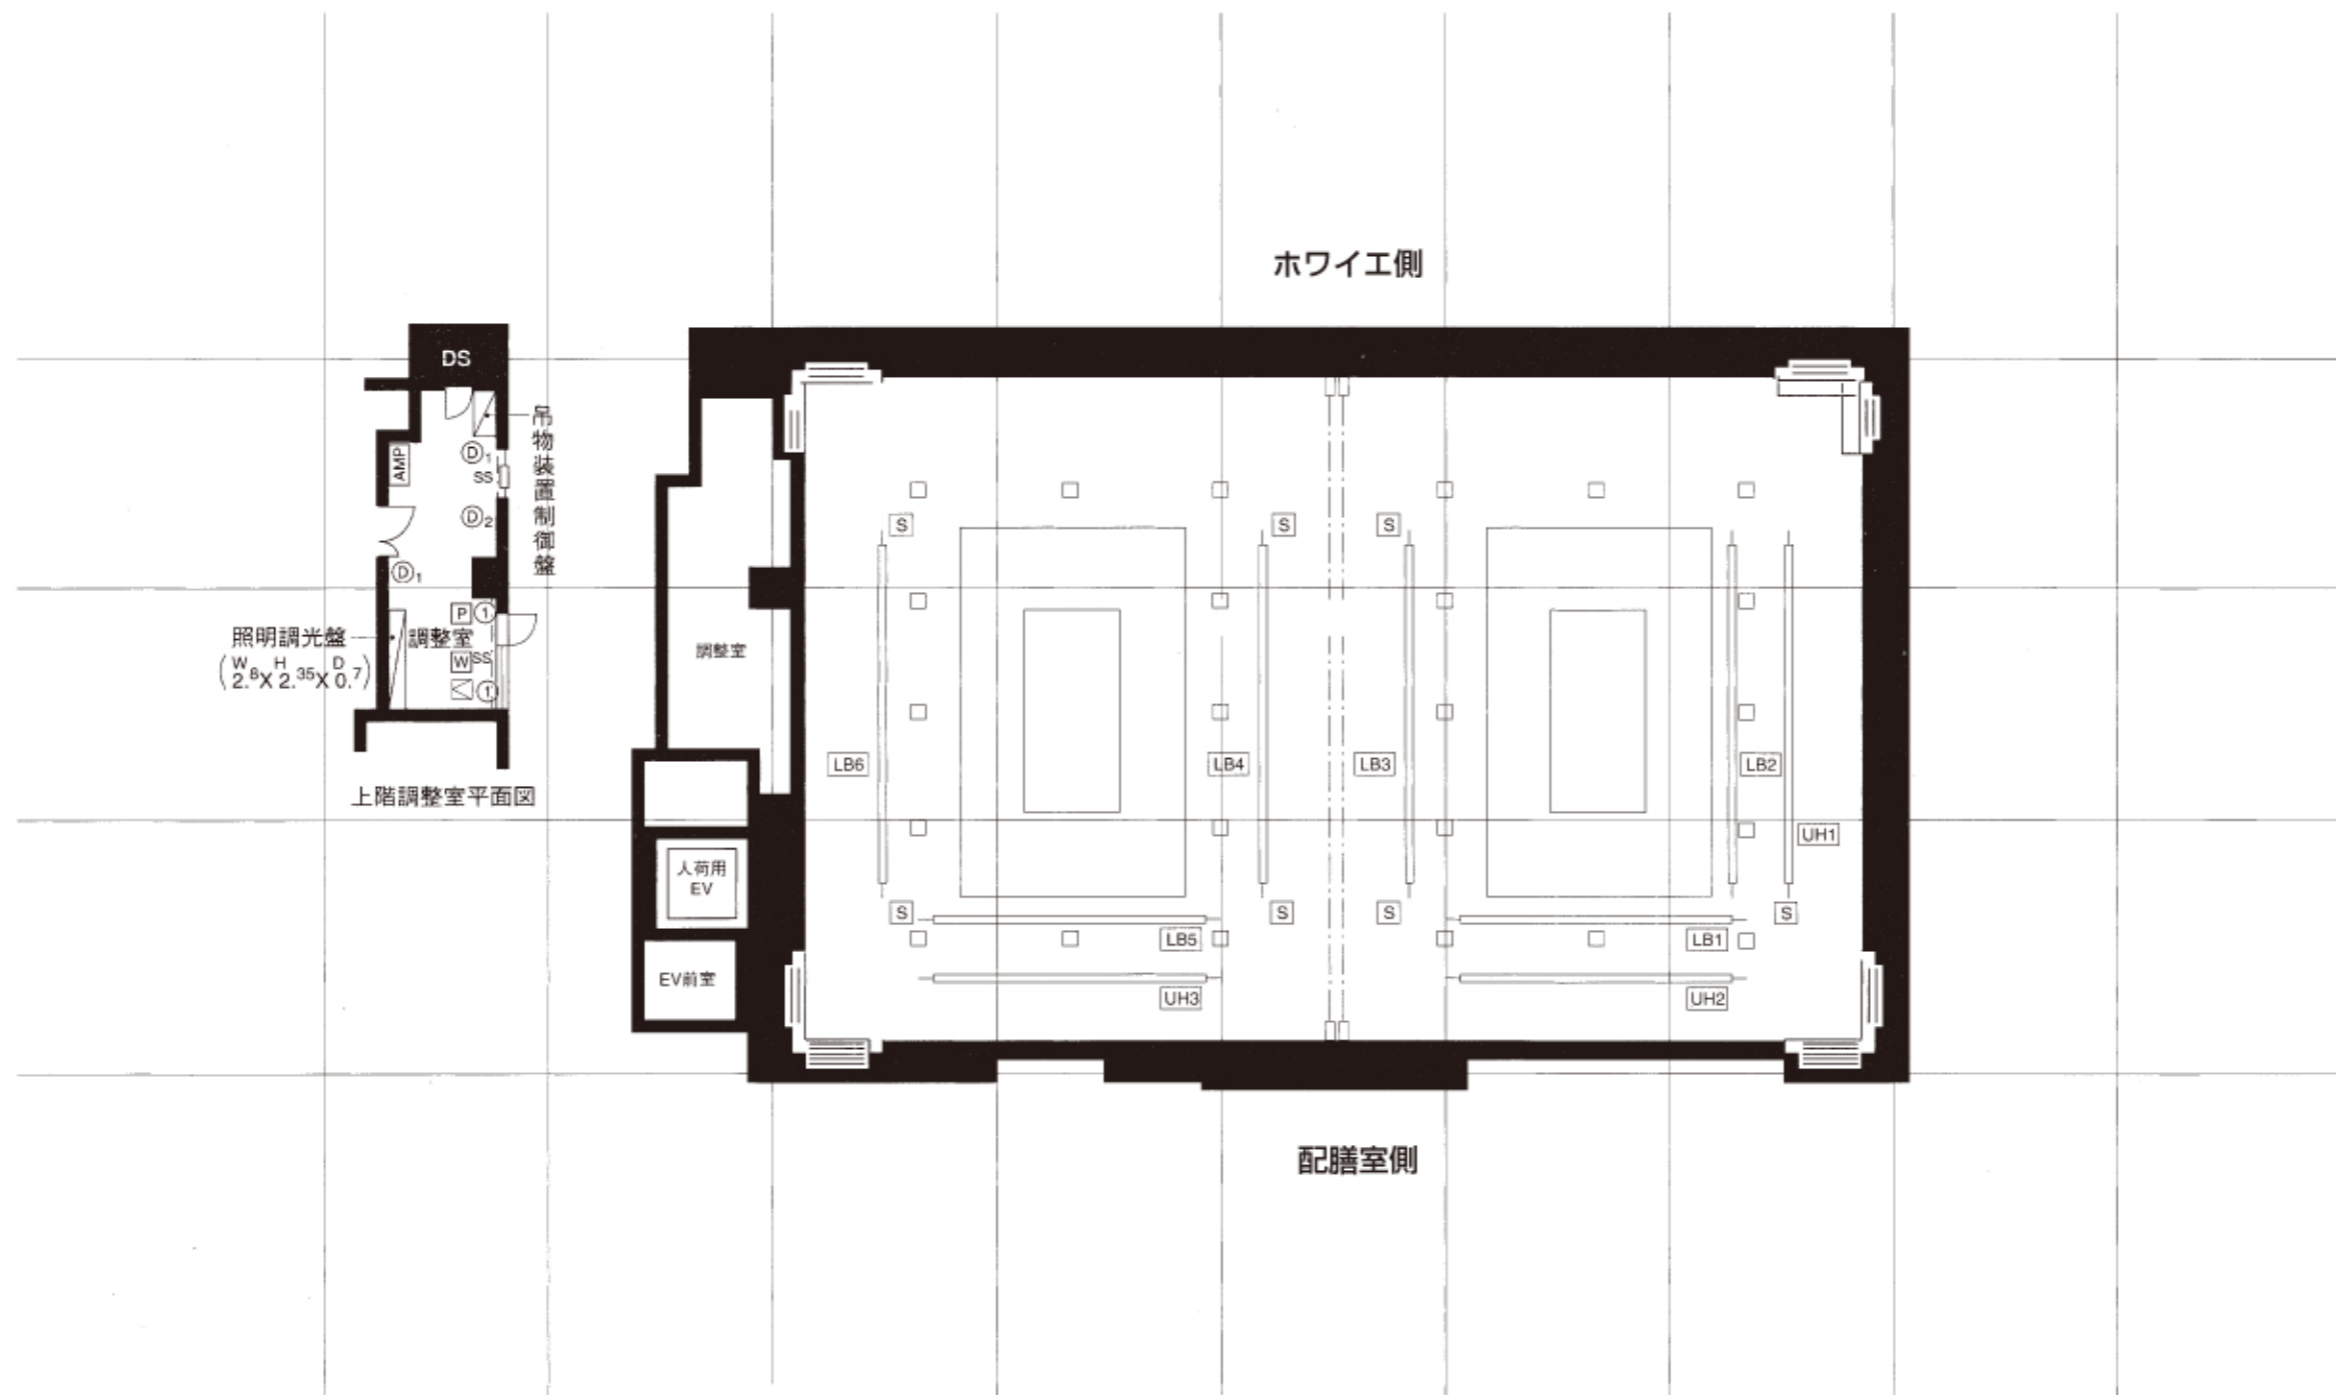 ホワイエ側
DS
吊物装置制御盤
AMP
D1
SS
S
S
S
D2
D1
P
1
照明調光盤
調整室
調整室
W
SS
(W2.8X H2.35X D0.7)
1
LB6
LB4
LB3
LB2
上階調整室平面図
UH1
人荷用
EV
S
S
S
S
LB5
LB1
EV前室
UH3
UH2
配膳室側